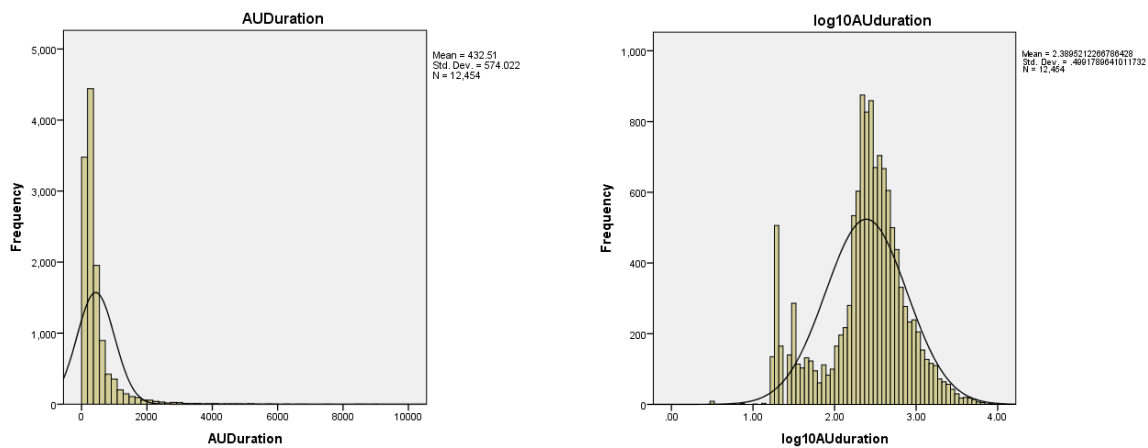 AUDuration
5,000
4,000
3,000
2,000
1,000
0
Frequency
0 2000 4000 6000 8000 10000
AUDuration
Mean = 432.51
Std. Dev. = 574.022
N = 12,454
log10AUduration
1,000
800
600
400
200
0
Frequency
.00 1.00 2.00 3.00 4.00
log10AUduration
Mean = 2.3895212266786428
Std. Dev. = .4991789641011732
N = 12,454